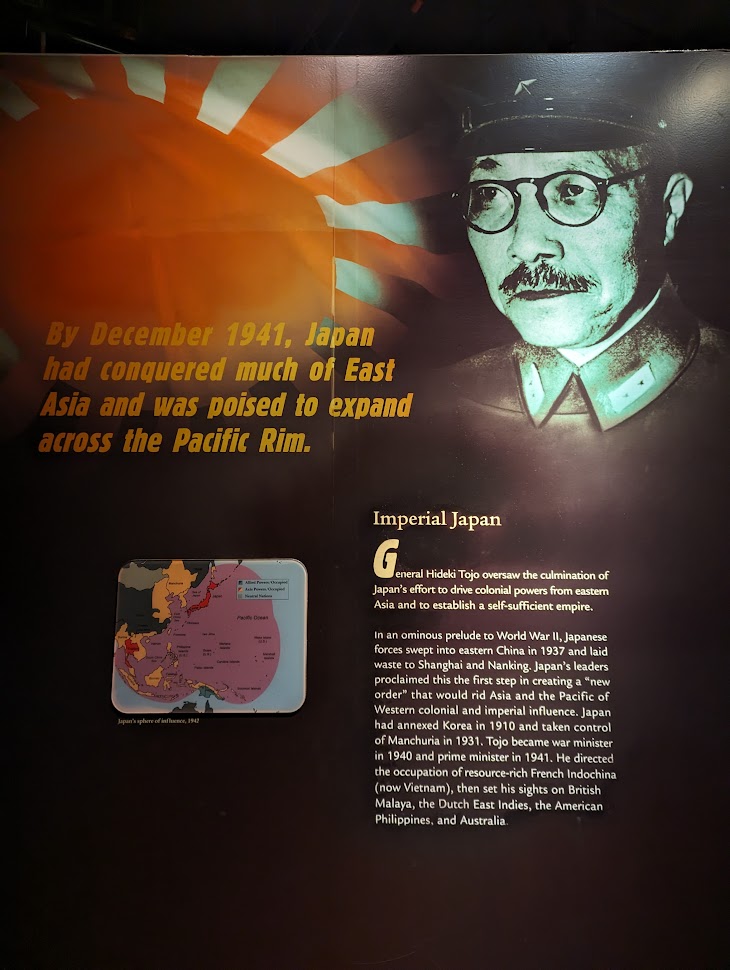 By December 1941, Japan
had conquered much of East
Asia and was poised to expand
across the Pacific Rim.
Imperial Japan
General Hideki Tojo oversaw the culmination of
Japan's effort to drive colonial powers from eastern
Asia and to establish a self-sufficient empire.
In an ominous prelude to World War II, Japanese
forces swept into eastern China in 1937 and laid
waste to Shanghai and Nanking. Japan's leaders
proclaimed this the first step in creating a “new
order” that would rid Asia and the Pacific of
Western colonial and imperial influence. Japan
had annexed Korea in 1910 and taken control
of Manchuria in 1931. Tojo became war minister
in 1940 and prime minister in 1941. He directed
the occupation of resource-rich French Indochina
(now Vietnam), then set his sights on British
Malaya, the Dutch East Indies, the American
Philippines, and Australia.
Allied Powers/Occupied
Axis Powers, Occupied
Neutral Nations
Manchuria
Japan
Pacific Ocean
Japan's sphere of influence, 1942